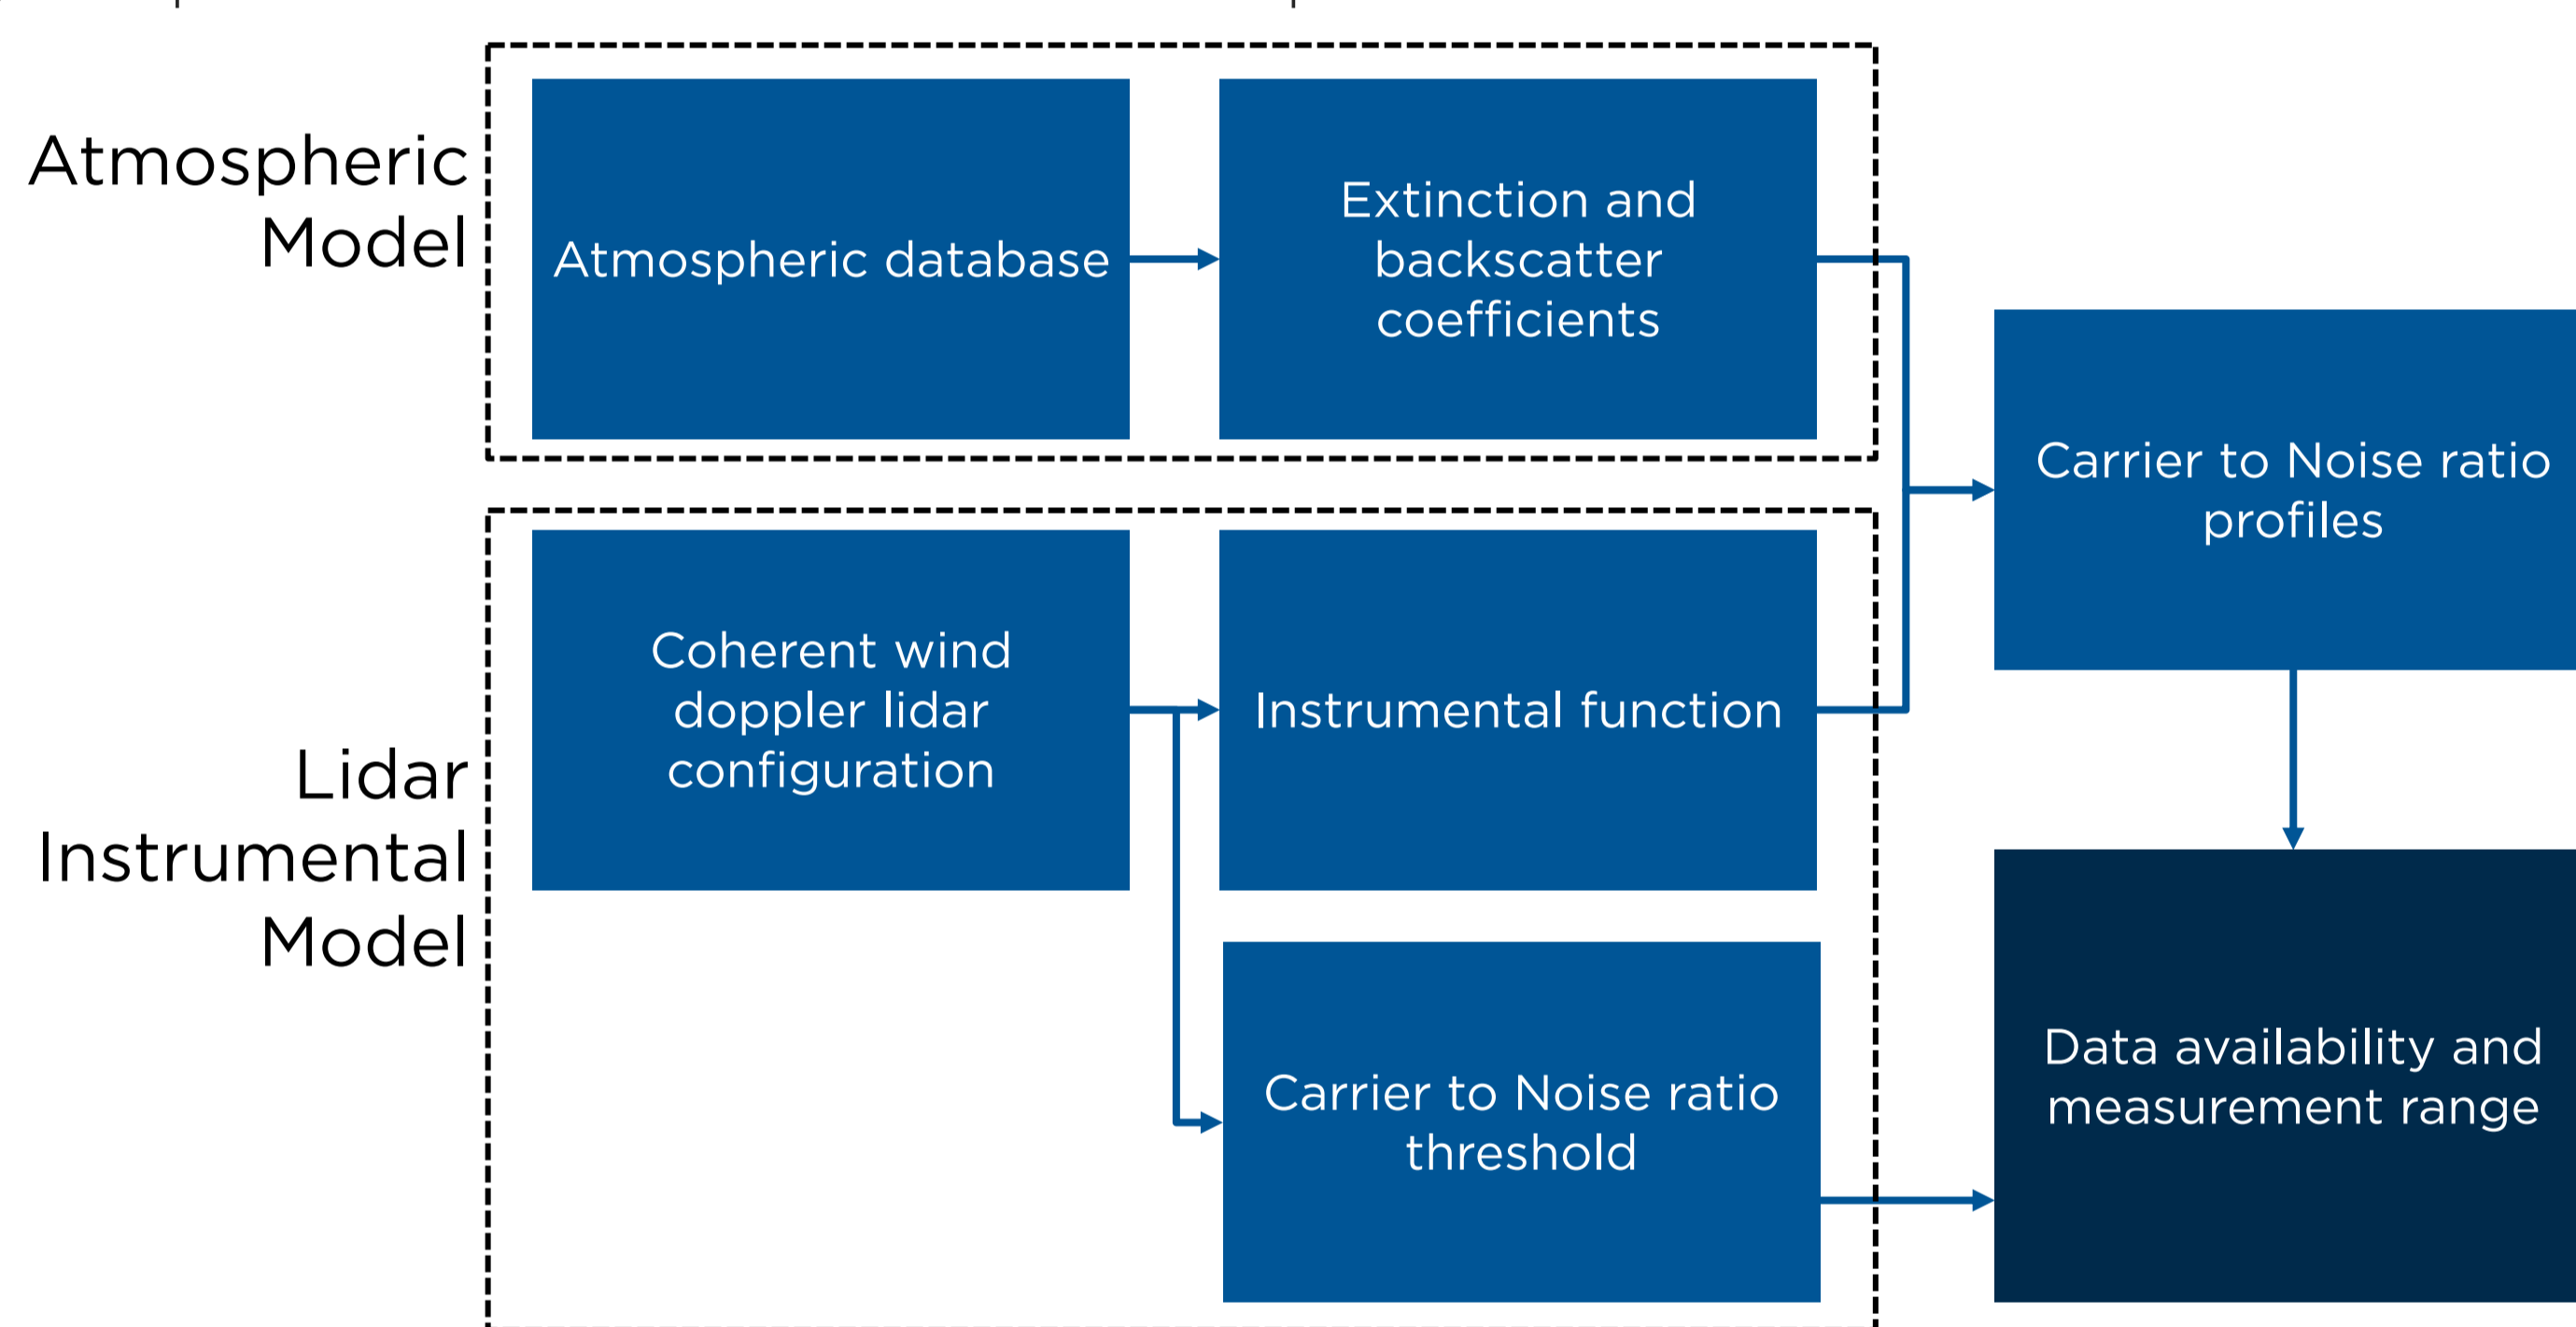 Atmospheric
Model
Atmospheric database
Extinction and
backscatter
coefficients
Carrier to Noise ratio
profiles
Lidar
Instrumental
Model
Coherent wind
doppler lidar
configuration
Instrumental function
Carrier to Noise ratio
threshold
Data availability and
measurement range